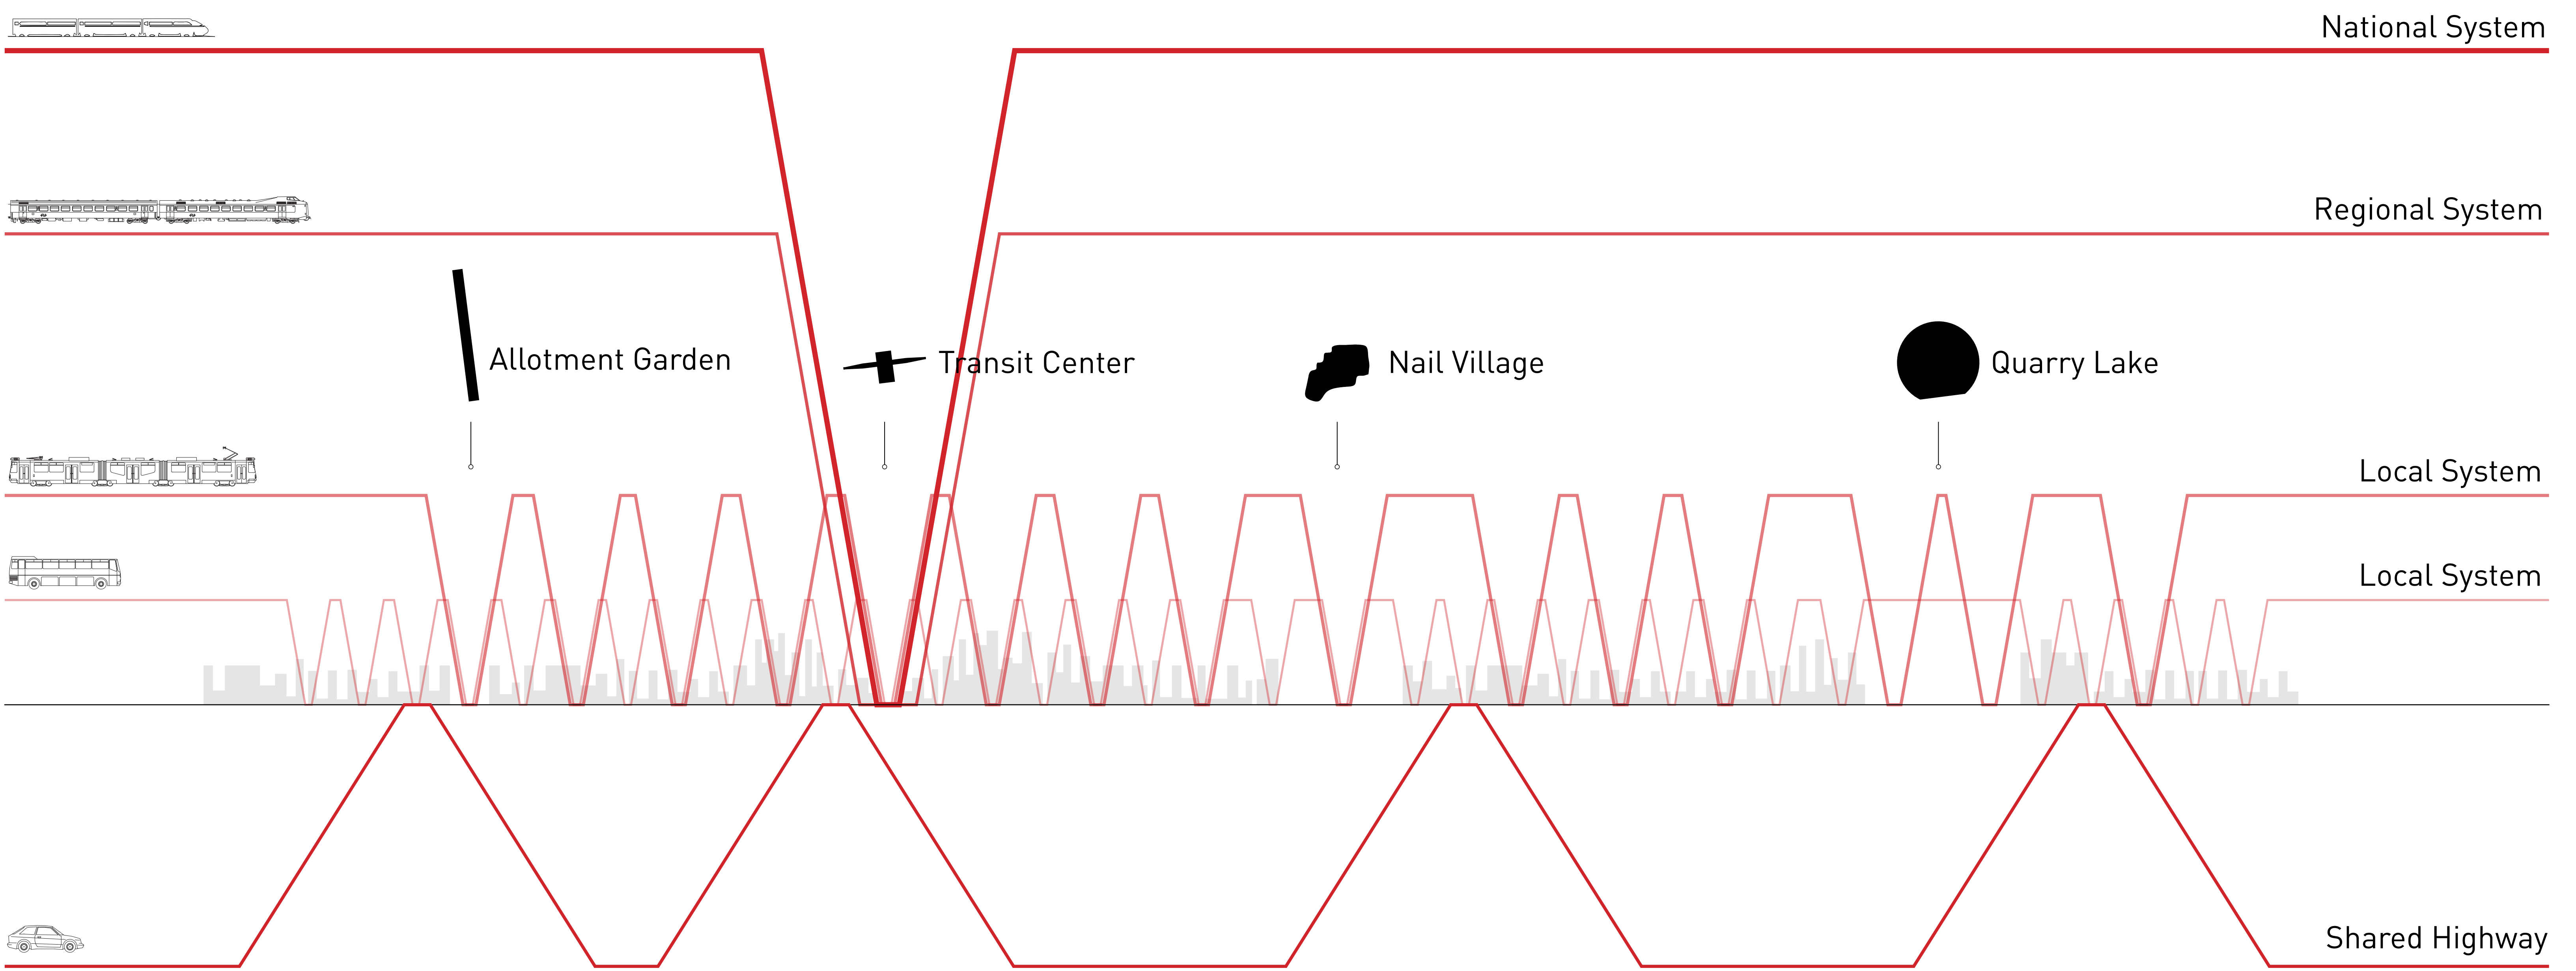 National System
Regional System
Allotment Garden
Transit Center
Nail Village
Quarry Lake
Local System
Local System
Shared Highway